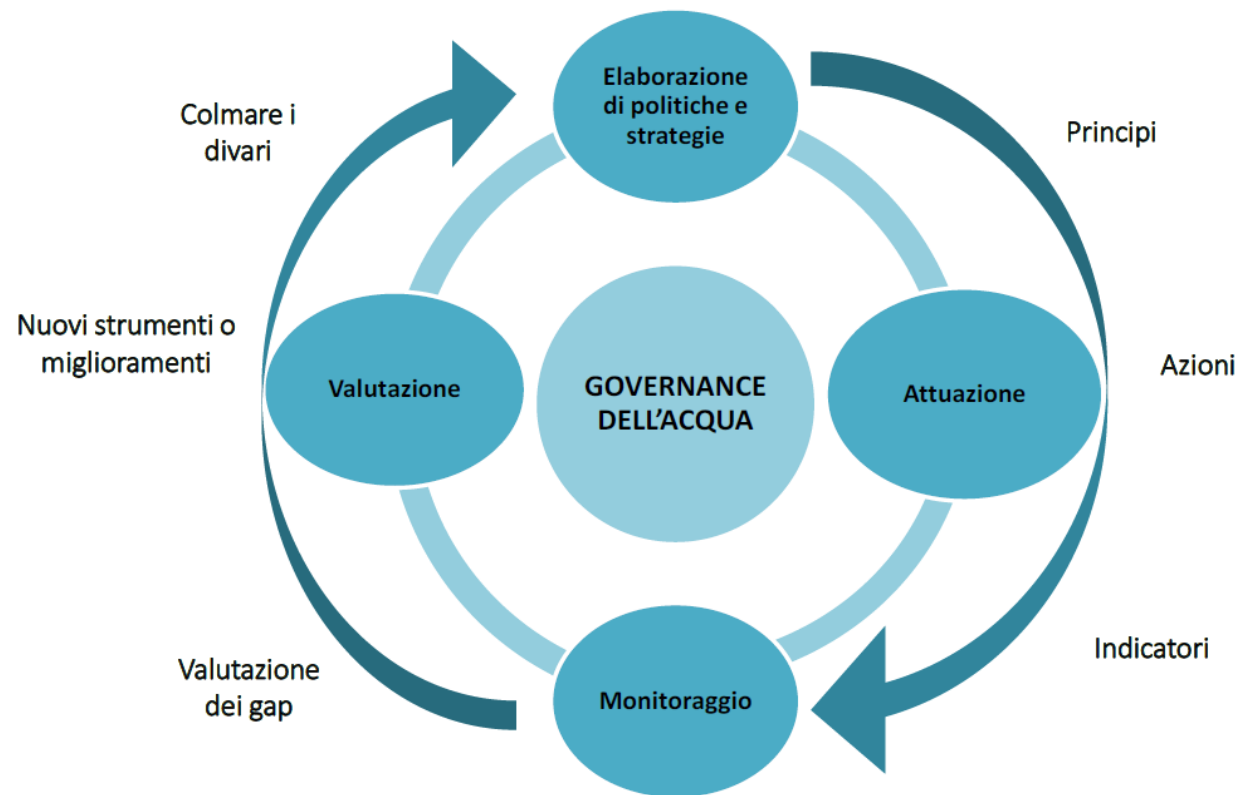 Elaborazione
di politiche e
strategie
Colmare i
divari
Principi
Nuovi strumenti o
miglioramenti
Valutazione
GOVERNANCE
DELL’ACQUA
Attuazione
Azioni
Valutazione
dei gap
Monitoraggio
Indicatori